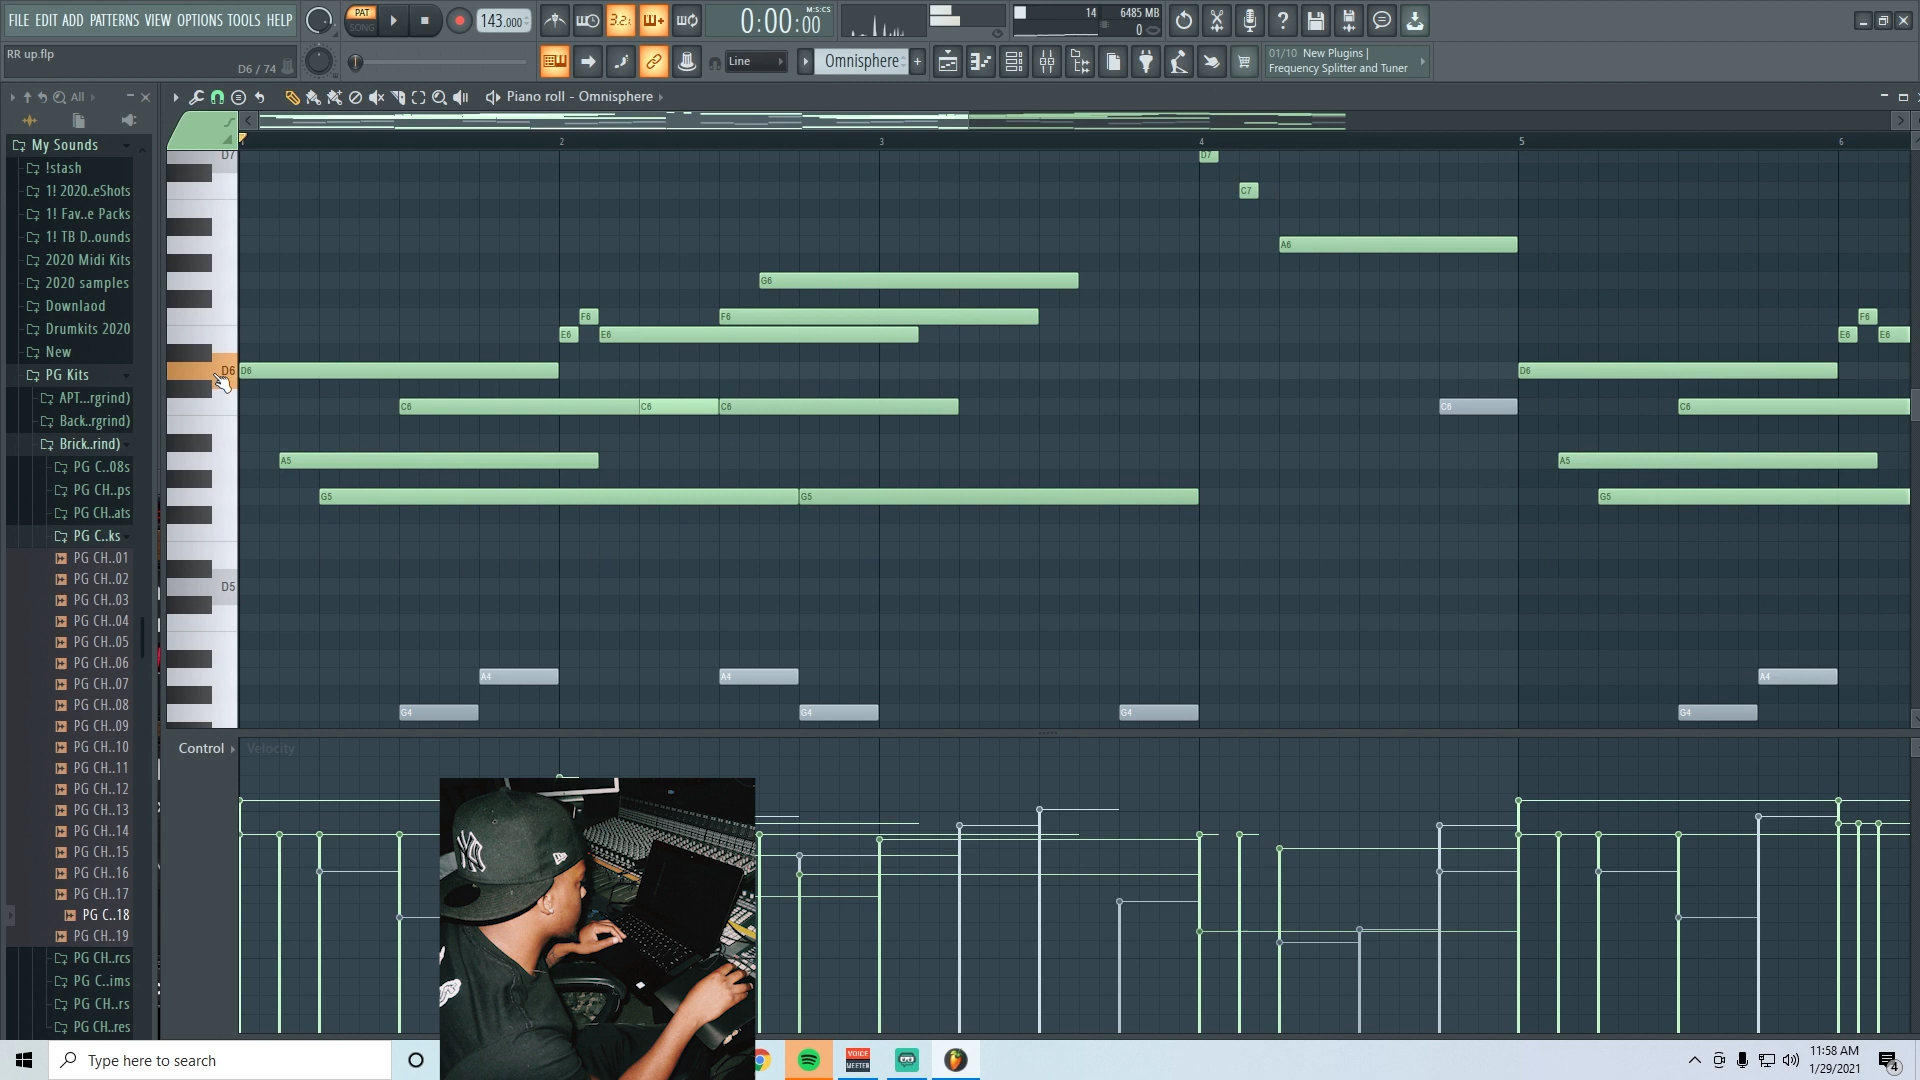 FILE EDIT ADD PATTERNS VIEW OPTIONS TOOLS HELP
PAT
SONG
143.000
3.2.
0:00:00
M:S:CS
14
6485 MB
0
RR up.flp
D6 / 74
Line
Omnisphere
01/10 New Plugins |
Frequency Splitter and Tuner
All
Piano roll - Omnisphere
My Sounds
!stash
1! 2020..eShots
1! Fav..e Packs
1! TB D..ounds
2020 Midi Kits
2020 samples
Downlaod
Drumkits 2020
New
PG Kits
APT...rgrind)
Back..rgrind)
Brick..rind)
PG C..08s
PG CH..ps
PG CH..ats
PG C..ks
PG CH..01
PG CH..02
PG CH..03
PG CH..04
PG CH..05
PG CH..06
PG CH..07
PG CH..08
PG CH..09
PG CH..10
PG CH..11
PG CH..12
PG CH..13
PG CH..14
PG CH..15
PG CH..16
PG CH..17
PG C..18
PG CH..19
PG CH..rcs
PG C..ims
PG CH..rs
PG CH..res
2 3 4 5 6
D7 D7
C7
A6
G6
F6 F6 F6
E6 E6 E6 E6
D6 D6 D6
C6 C6 C6 C6 C6
A5 A5
G5 G5 G5
D5
A4 A4 A4
G4 G4 G4 G4
Control
Velocity
NY
Type here to search
VOICE
MEETER
11:58 AM
1/29/2021
4